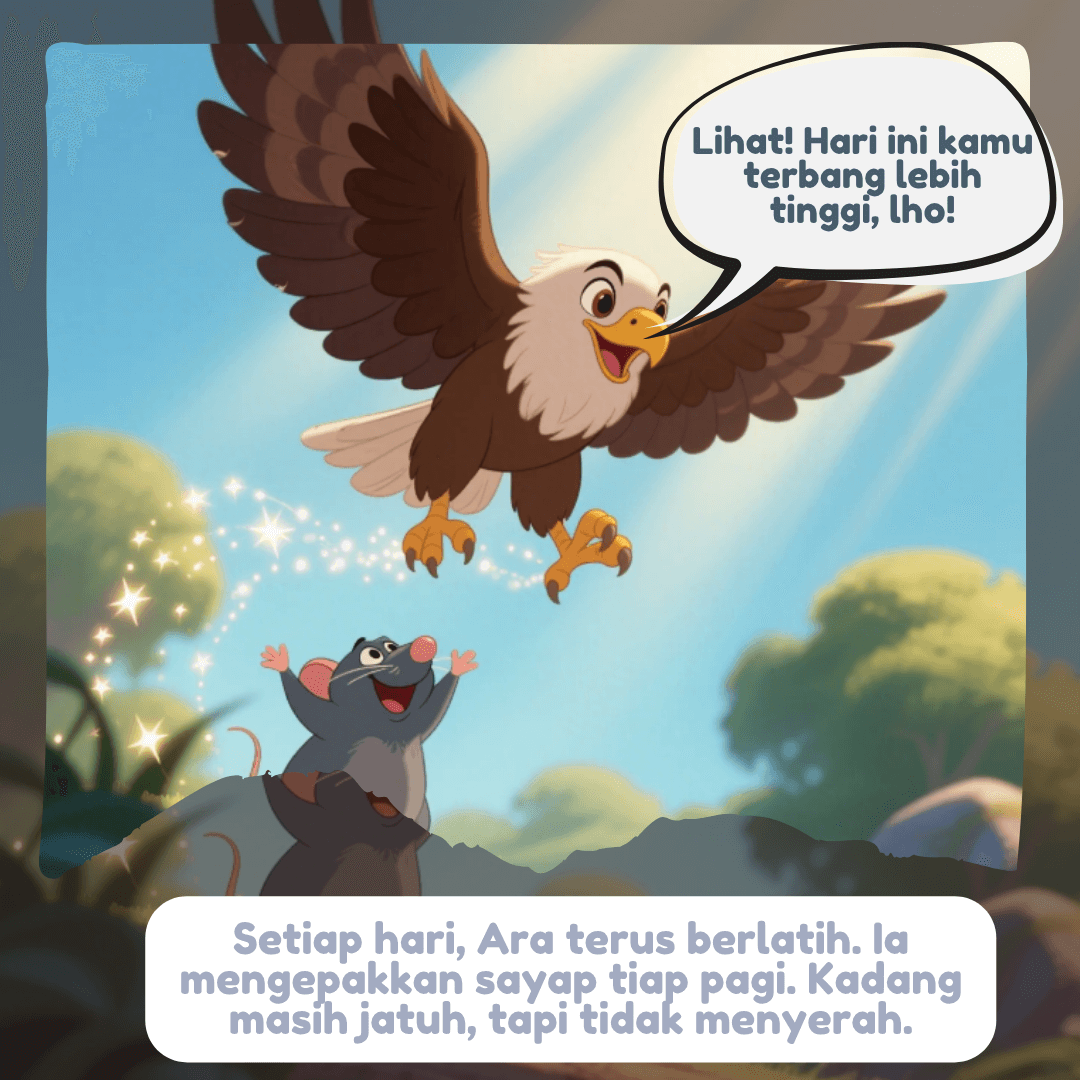 Lihat! Hari ini kamu
terbang lebih
tinggi, lho!
Setiap hari, Ara terus berlatih. Ia
mengepakkan sayap tiap pagi. Kadang
masih jatuh, tapi tidak menyerah.